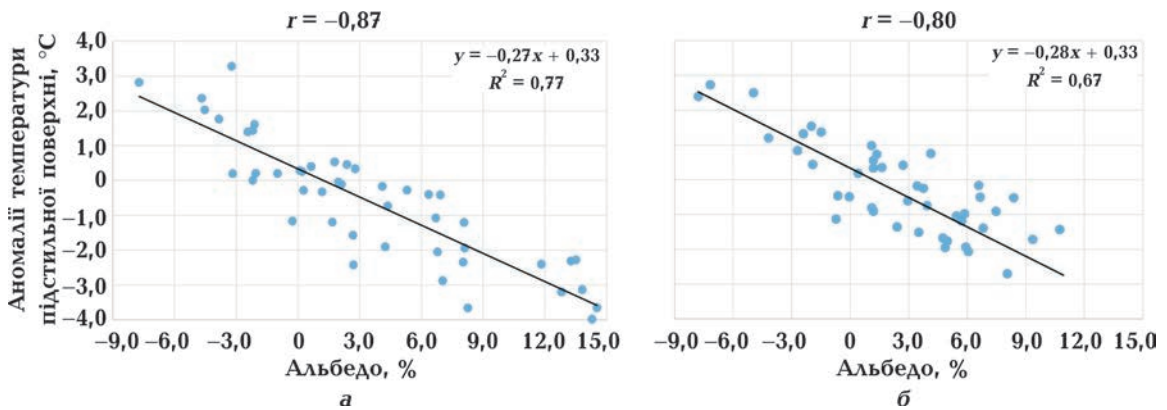 r = –0,87
r = –0,80
Аномалії температури
підстильної поверхні, °C
4,0
3,0
2,0
1,0
0
–1,0
–2,0
–3,0
–4,0
y = –0,27x + 0,33
R² = 0,77
y = –0,28x + 0,33
R² = 0,67
–9,0 –6,0 –3,0 0 3,0 6,0 9,0 12,0 15,0
–9,0 –6,0 –3,0 0 3,0 6,0 9,0 12,0 15,0
Альбедо, %
Альбедо, %
а
б